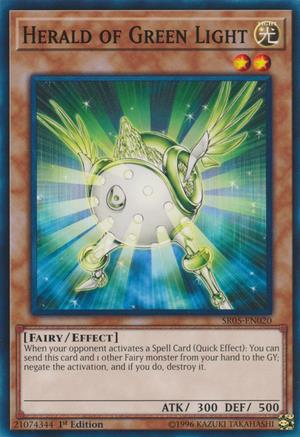 HERALD OF GREEN LIGHT
光
SR05-EN020
[FAIRY/EFFECT]
When your opponent activates a Spell Card (Quick Effect): You can
send this card and 1 other Fairy monster from your hand to the GY;
negate the activation, and if you do, destroy it.
ATK/ 300 DEF/ 500
21074344 1st Edition ©1996 KAZUKI TAKAHASHI